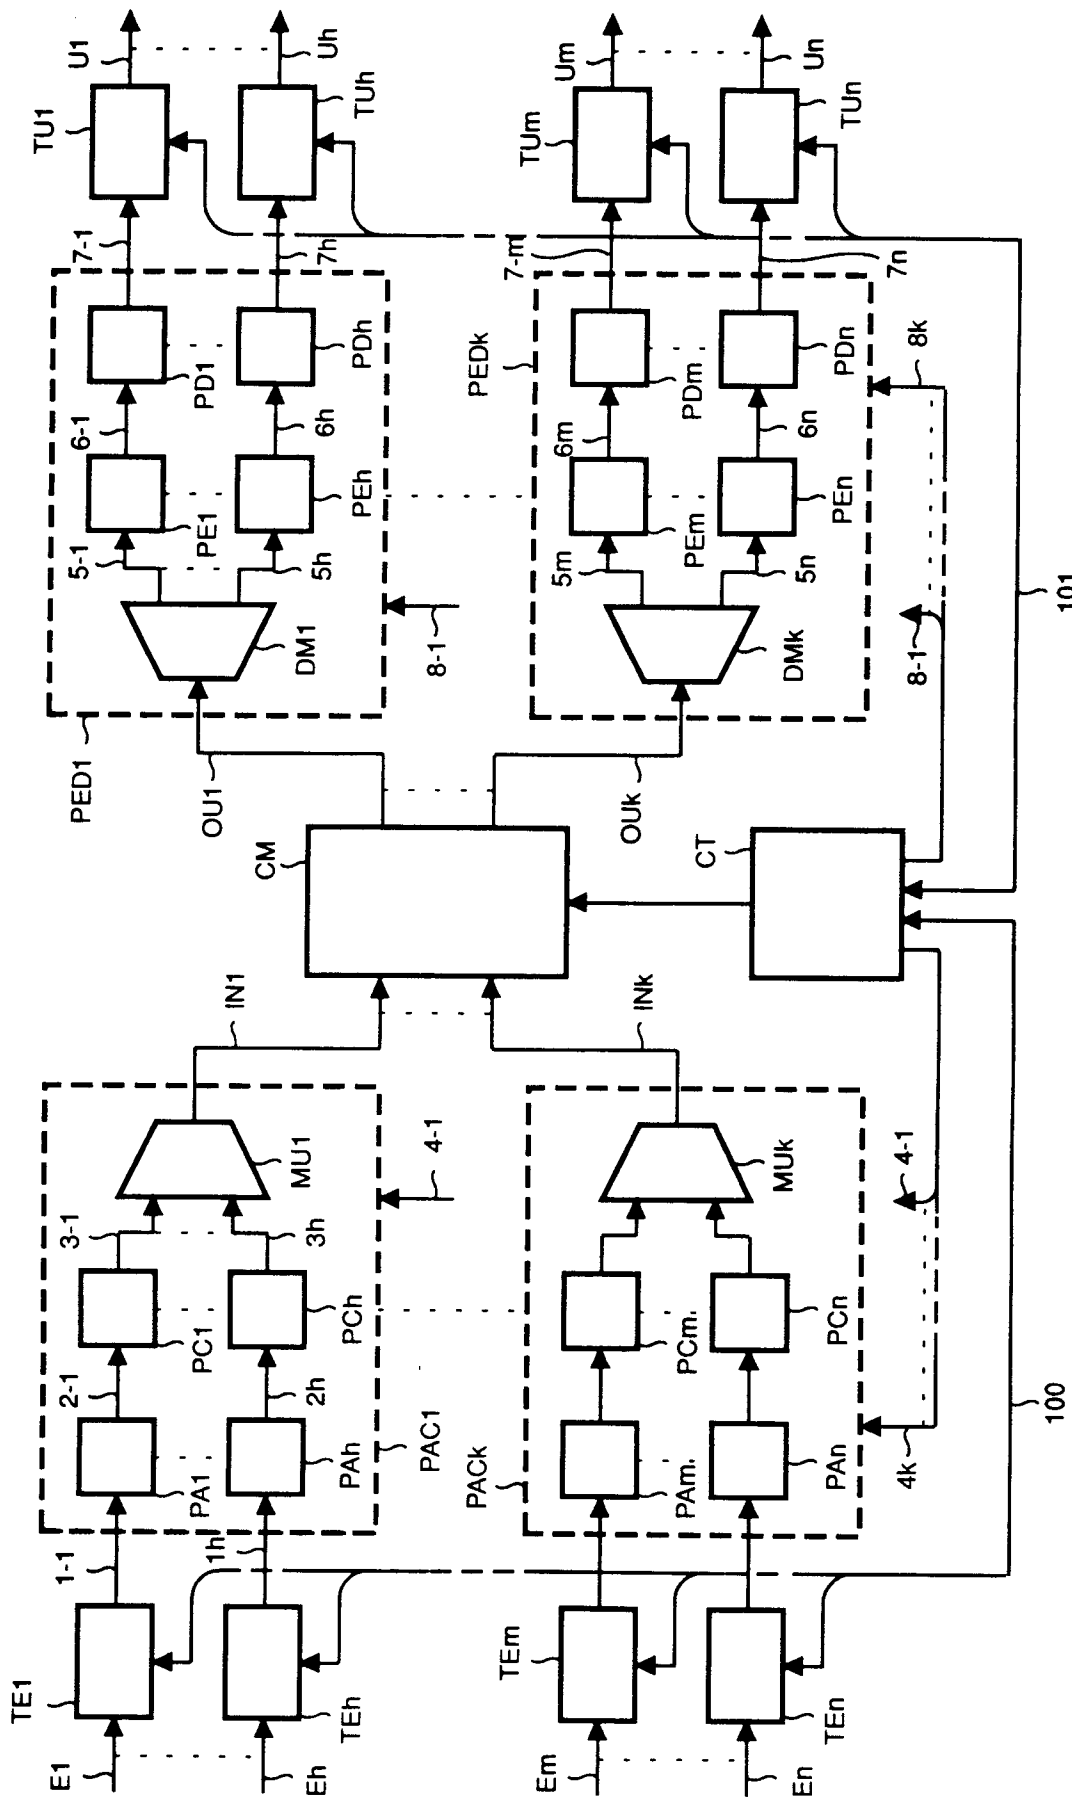 E1
Eh
Em
En
TE1
TEh
TEm
TEn
1-1
1h
PA1
PAh
PAm.
PAn
2-1
2h
PC1
PCh
PCm.
PCn
3-1
3h
MU1
MUk
PAC1
PACk
4-1
4-1
4k
100
IN1
INk
CM
CT
OU1
OUk
PED1
PEDk
DM1
DMk
5-1
5h
5m
5n
PE1
PEh
PEm
PEn
6-1
6h
6m
6n
PD1
PDh
PDm
PDn
7-1
7h
7-m
7n
8-1
8-1
8k
101
TU1
TUh
TUm
TUn
U1
Uh
Um
Un